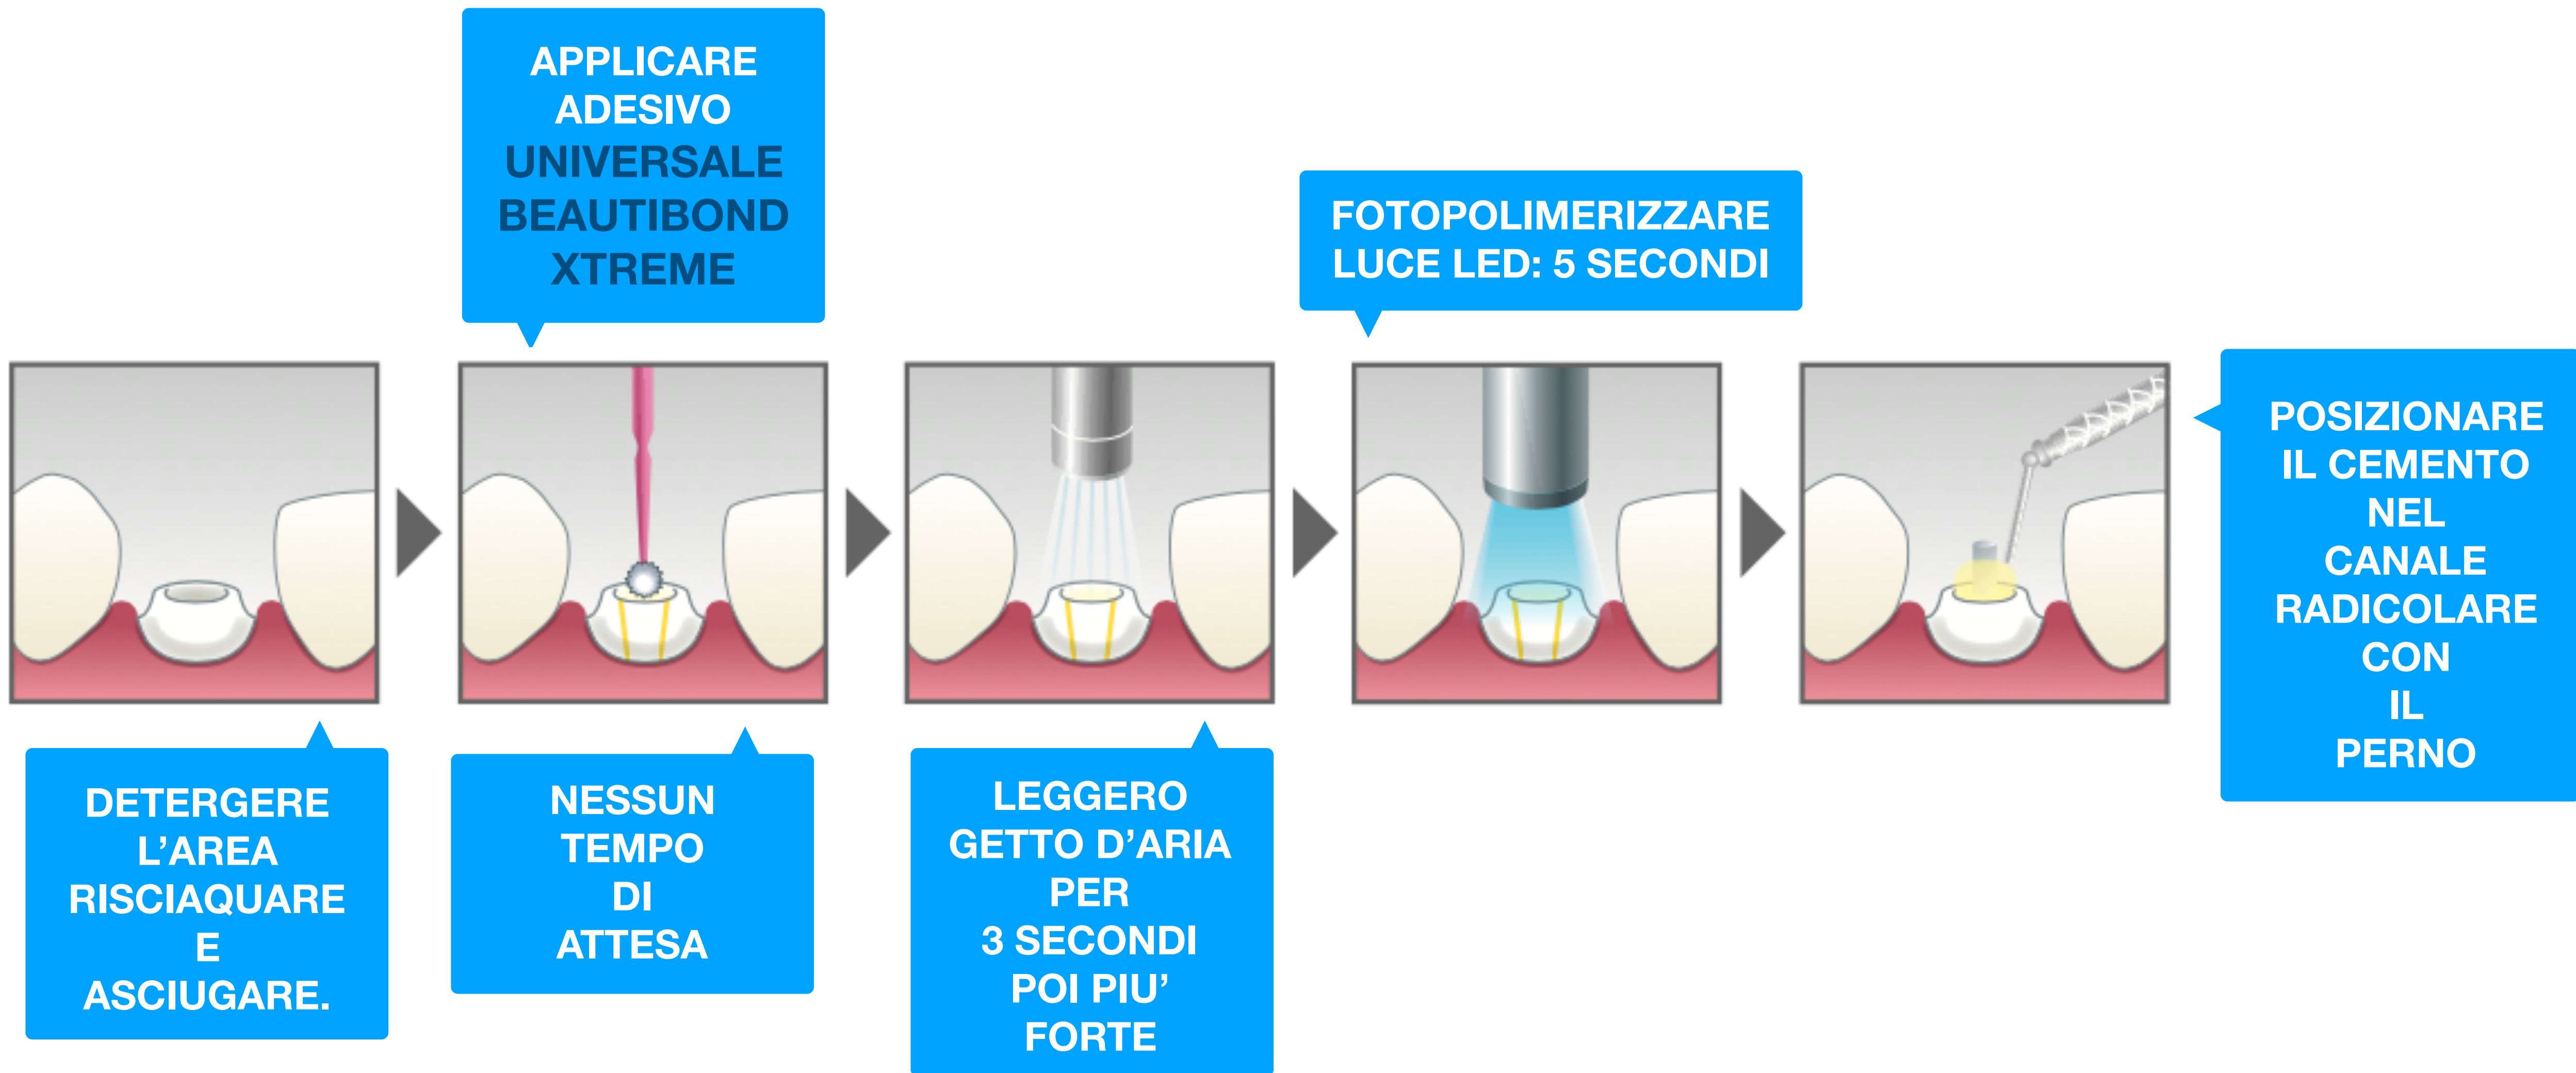 APPLICARE
ADESIVO
UNIVERSALE
BEAUTIBOND
XTREME
FOTOPOLIMERIZZARE
LUCE LED: 5 SECONDI
POSIZIONARE
IL CEMENTO
NEL
CANALE
RADICOLARE
CON
IL
PERNO
DETERGERE
L’AREA
RISCIAQUARE
E
ASCIUGARE.
NESSUN
TEMPO
DI
ATTESA
LEGGERO
GETTO D’ARIA
PER
3 SECONDI
POI PIU’
FORTE